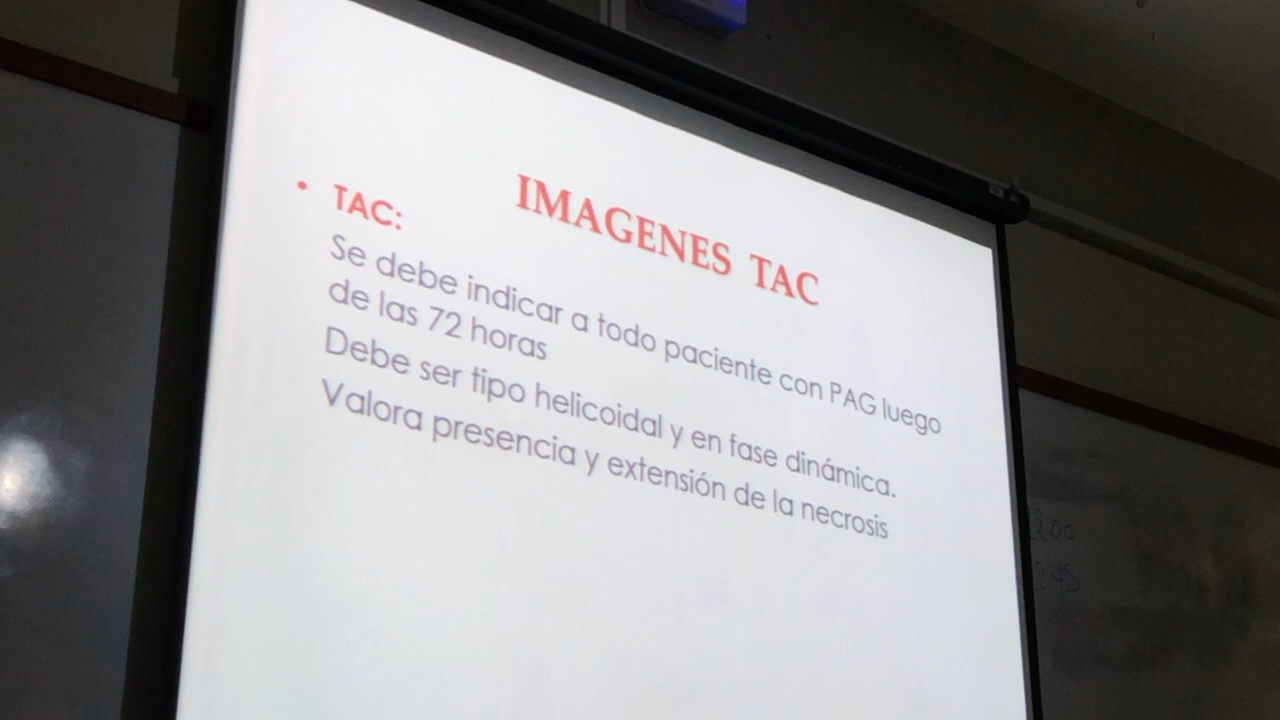 IMAGENES TAC
• TAC:
Se debe indicar a todo paciente con PAG luego
de las 72 horas
Debe ser tipo helicoidal y en fase dinámica.
Valora presencia y extensión de la necrosis